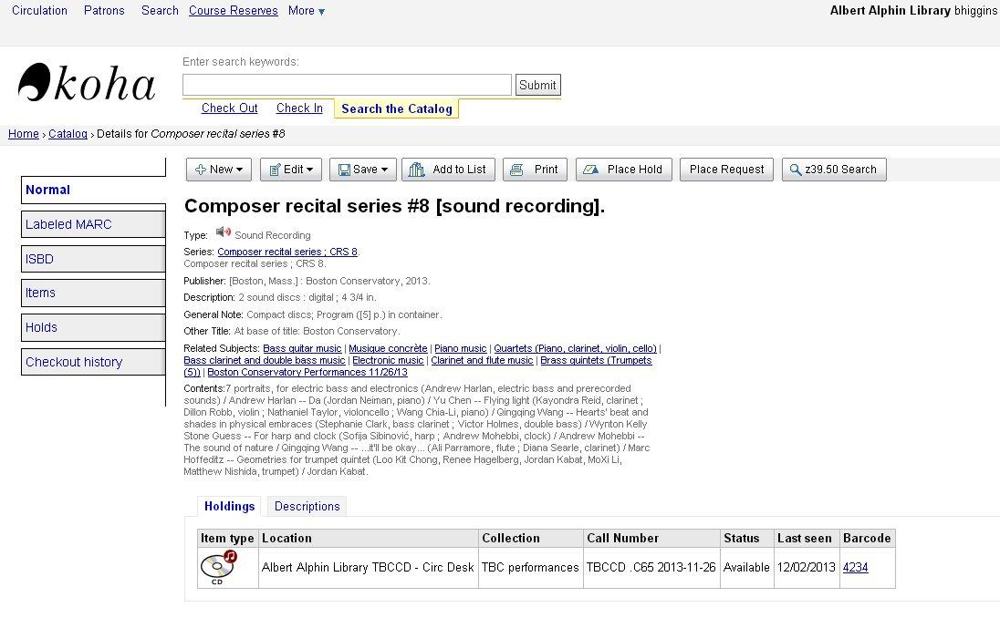 Circulation Patrons Search Course Reserves More ▼ Albert Alphin Library bhiggins
koha
Enter search keywords:
Submit
Check Out Check In Search the Catalog
Home › Catalog › Details for Composer recital series #8
New ▾ Edit ▾ Save ▾ Add to List Print Place Hold Place Request z39.50 Search
Normal
Labeled MARC
ISBD
Items
Holds
Checkout history
Composer recital series #8 [sound recording].
Type: Sound Recording
Series: Composer recital series ; CRS 8.
Composer recital series ; CRS 8.
Publisher: [Boston, Mass.] : Boston Conservatory, 2013.
Description: 2 sound discs : digital ; 4 3/4 in.
General Note: Compact discs; Program ([5] p.) in container.
Other Title: At base of title: Boston Conservatory.
Related Subjects: Bass guitar music | Musique concrète | Piano music | Quartets (Piano, clarinet, violin, cello) |
Bass clarinet and double bass music | Electronic music | Clarinet and flute music | Brass quintets (Trumpets
(5)) | Boston Conservatory Performances 11/26/13
Contents:7 portraits, for electric bass and electronics (Andrew Harlan, electric bass and prerecorded
sounds) / Andrew Harlan -- Da (Jordan Neiman, piano) / Yu Chen -- Flying light (Kayondra Reid, clarinet ;
Dillon Robb, violin ; Nathaniel Taylor, violoncello ; Wang Chia-Li, piano) / Qingqing Wang -- Hearts' beat and
shades in physical embraces (Stephanie Clark, bass clarinet ; Victor Holmes, double bass) / Wynton Kelly
Stone Guess -- For harp and clock (Sofija Sibinović, harp ; Andrew Mohebbi, clock) / Andrew Mohebbi --
The sound of nature / Qingqing Wang -- ...it'll be okay... (Ali Parramore, flute ; Diana Searle, clarinet) / Marc
Hoffeditz -- Geometries for trumpet quintet (Loo Kit Chong, Renee Hagelberg, Jordan Kabat, MoXi Li,
Matthew Nishida, trumpet) / Jordan Kabat.
Holdings Descriptions
Item type Location Collection Call Number Status Last seen Barcode
CD Albert Alphin Library TBCCD - Circ Desk TBC performances TBCCD .C65 2013-11-26 Available 12/02/2013 4234